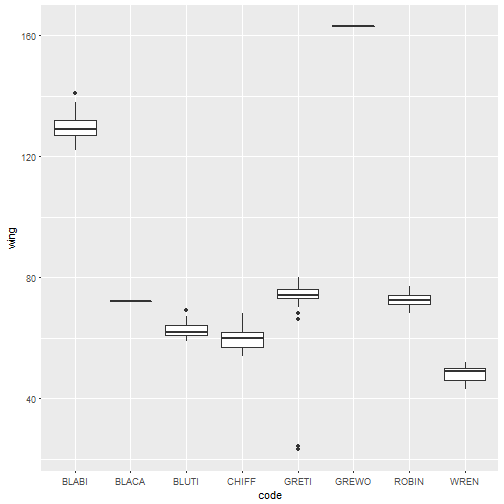 160
120
80
40
wing
BLABI BLACA BLUTI CHIFF GRETI GREWO ROBIN WREN
code